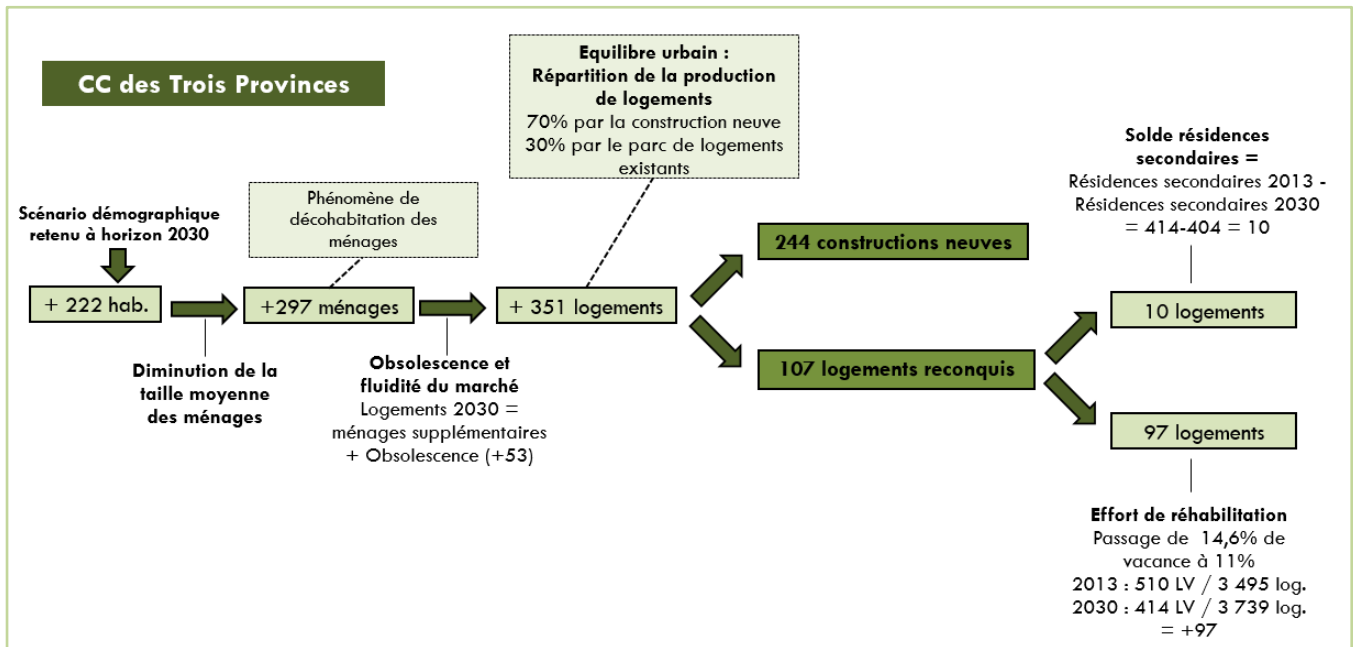 CC des Trois Provinces
Equilibre urbain :
Répartition de la production
de logements
70% par la construction neuve
30% par le parc de logements
existants
Scénario démographique
retenu à horizon 2030
Phénomène de
décohabitation des
ménages
Solde résidences
secondaires =
Résidences secondaires 2013 -
Résidences secondaires 2030
= 414-404 = 10
+ 222 hab.
+297 ménages
+ 351 logements
244 constructions neuves
107 logements reconquis
10 logements
97 logements
Diminution de la
taille moyenne
des ménages
Obsolescence et
fluidité du marché
Logements 2030 =
ménages supplémentaires
+ Obsolescence (+53)
Effort de réhabilitation
Passage de 14,6% de
vacance à 11%
2013 : 510 LV / 3 495 log.
2030 : 414 LV / 3 739 log.
= +97